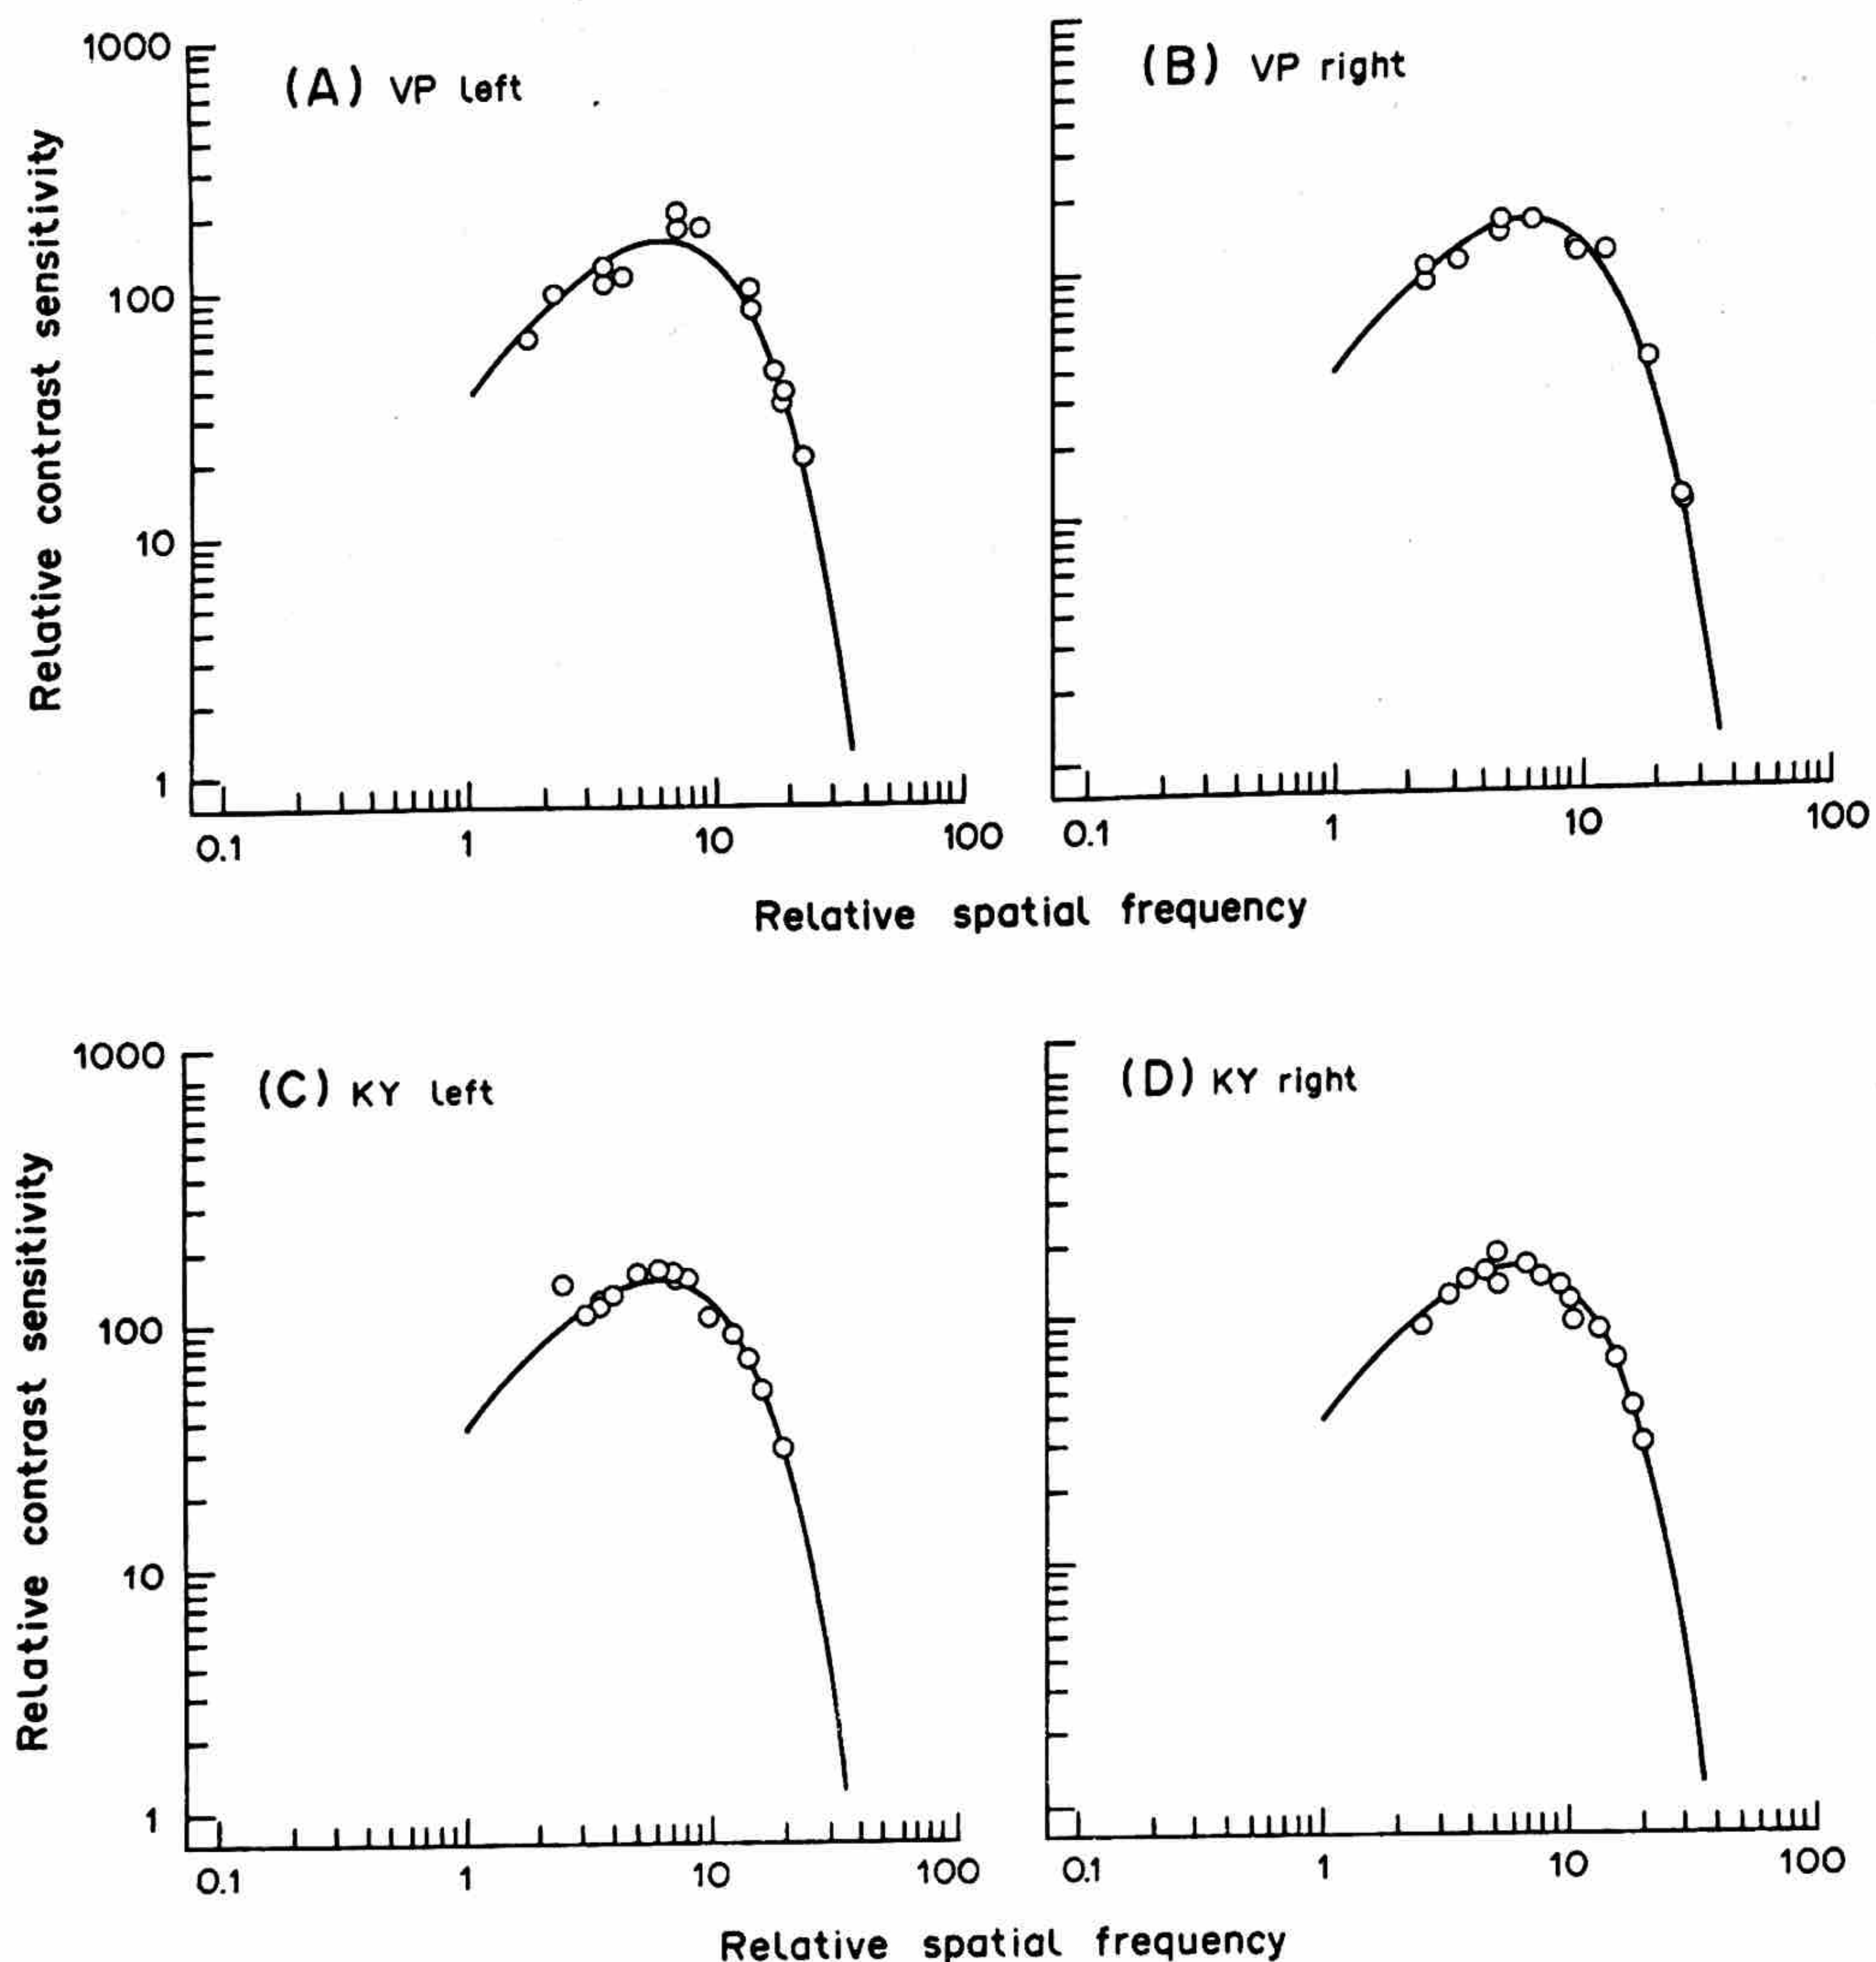 (A) VP left
(B) VP right
Relative contrast sensitivity
1000
100
10
1
0.1 1 10 100
0.1 1 10 100
Relative spatial frequency
(C) KY left
(D) KY right
Relative contrast sensitivity
1000
100
10
1
0.1 1 10 100
0.1 1 10 100
Relative spatial frequency